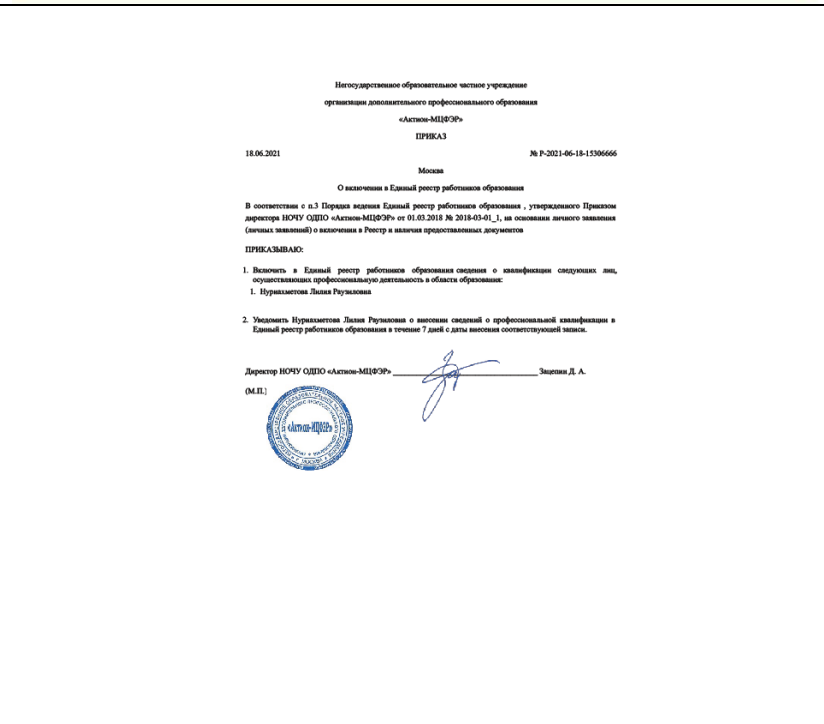 Негосударственное образовательное частное учреждение
организации дополнительного профессионального образования
«Актион-МЦФЭР»
ПРИКАЗ
18.06.2021 № Р-2021-06-18-15306666
Москва
О включении в Единый реестр работников образования
В соответствии с п.3 Порядка ведения Единый реестр работников образования , утвержденного Приказом
директора НОЧУ ОДПО «Актион-МЦФЭР» от 01.03.2018 № 2018-03-01_1, на основании личного заявления
(личных заявлений) о включении в Реестр и наличия предоставленных документов
ПРИКАЗЫВАЮ:
1. Включить в Единый реестр работников образования сведения о квалификации следующих лиц,
осуществляющих профессиональную деятельность в области образования:
1. Нуриахметова Лилия Раузиловна
2. Уведомить Нуриахметова Лилия Раузиловна о внесении сведений о профессиональной квалификации в
Единый реестр работников образования в течение 7 дней с даты внесения соответствующей записи.
Директор НОЧУ ОДПО «Актион-МЦФЭР» Зацепин Д. А.
(М.П.)
«Актион-МЦФЭР»